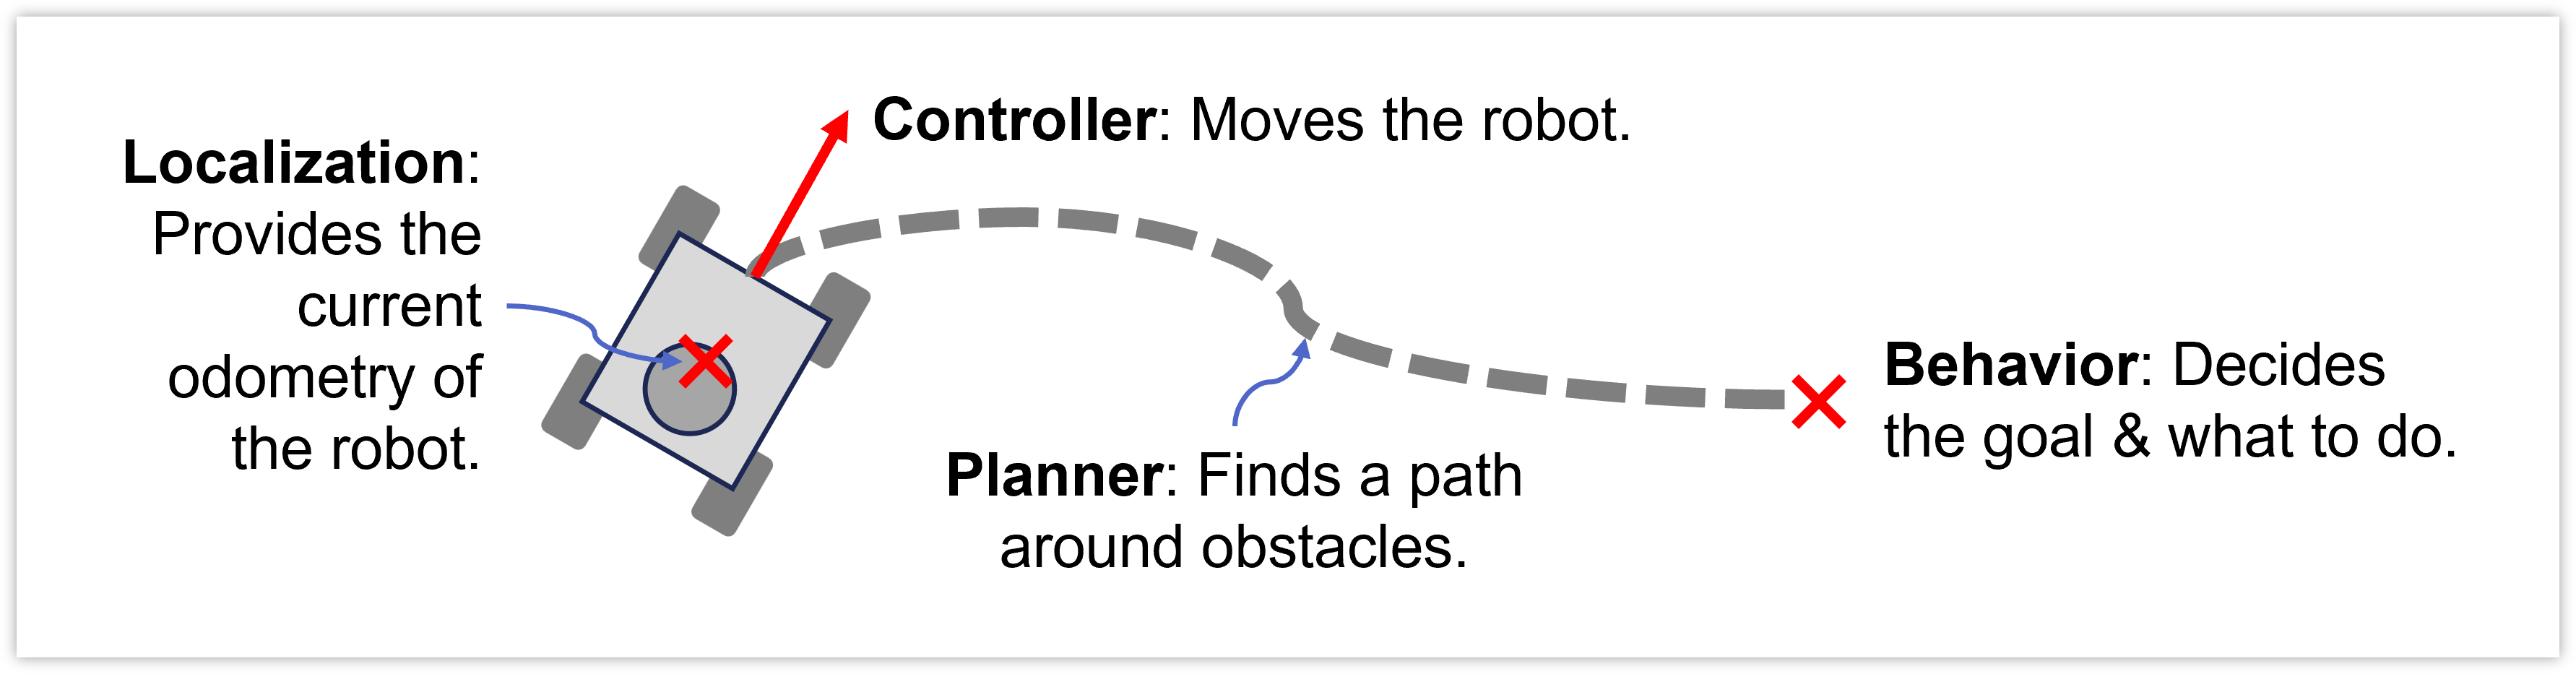 Localization:
Provides the
current
odometry of
the robot.
Controller: Moves the robot.
Planner: Finds a path
around obstacles.
Behavior: Decides
the goal & what to do.